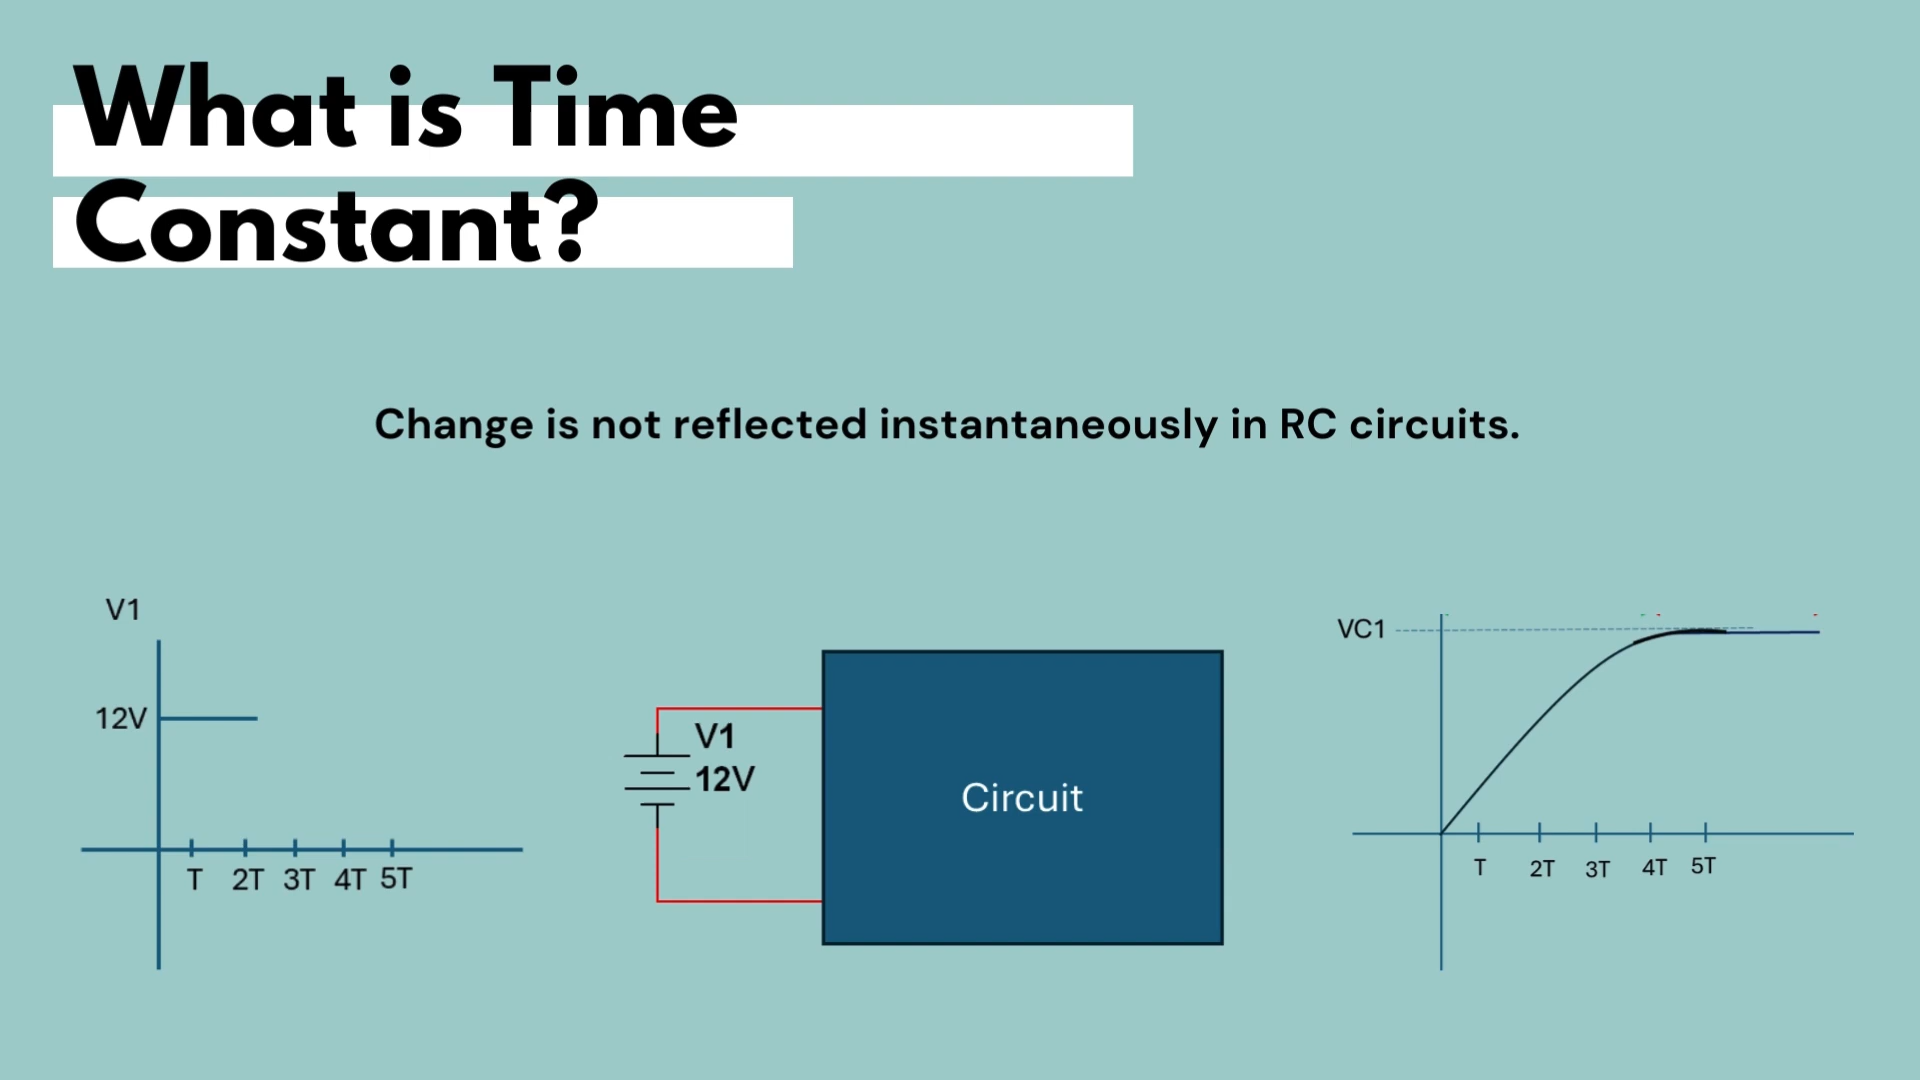 What is Time
Constant?
Change is not reflected instantaneously in RC circuits.
V1
12V
T 2T 3T 4T 5T
V1
12V
Circuit
VC1
T 2T 3T 4T 5T